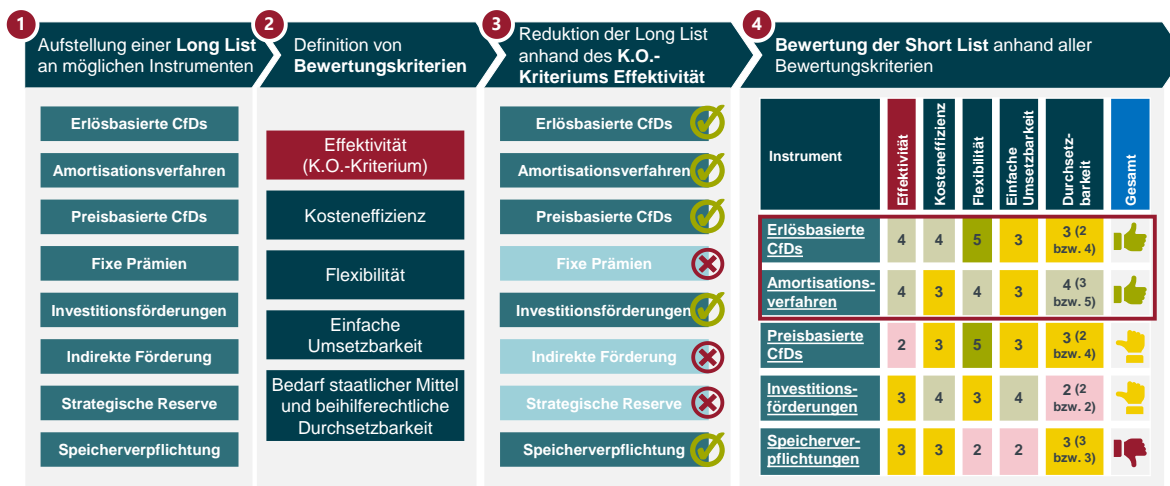 1
Aufstellung einer Long List
an möglichen Instrumenten
Erlösbasierte CfDs
Amortisationsverfahren
Preisbasierte CfDs
Fixe Prämien
Investitionsförderungen
Indirekte Förderung
Strategische Reserve
Speicherverpflichtung
2
Definition von
Bewertungskriterien
Effektivität
(K.O.-Kriterium)
Kosteneffizienz
Flexibilität
Einfache
Umsetzbarkeit
Bedarf staatlicher Mittel
und beihilferechtliche
Durchsetzbarkeit
3
Reduktion der Long List
anhand des K.O.-
Kriteriums Effektivität
Erlösbasierte CfDs
Amortisationsverfahren
Preisbasierte CfDs
Fixe Prämien
Investitionsförderungen
Indirekte Förderung
Strategische Reserve
Speicherverpflichtung
4
Bewertung der Short List anhand aller
Bewertungskriterien
Instrument
Effektivität
Kosteneffizienz
Flexibilität
Einfache
Umsetzbarkeit
Durchsetz-
barkeit
Gesamt
Erlösbasierte
CfDs
4
4
5
3
3 (2
bzw. 4)
Amortisations-
verfahren
4
3
4
3
4 (3
bzw. 5)
Preisbasierte
CfDs
2
3
5
3
3 (2
bzw. 4)
Investitions-
förderungen
3
4
3
4
2 (2
bzw. 2)
Speicherver-
pflichtungen
3
3
2
2
3 (3
bzw. 3)